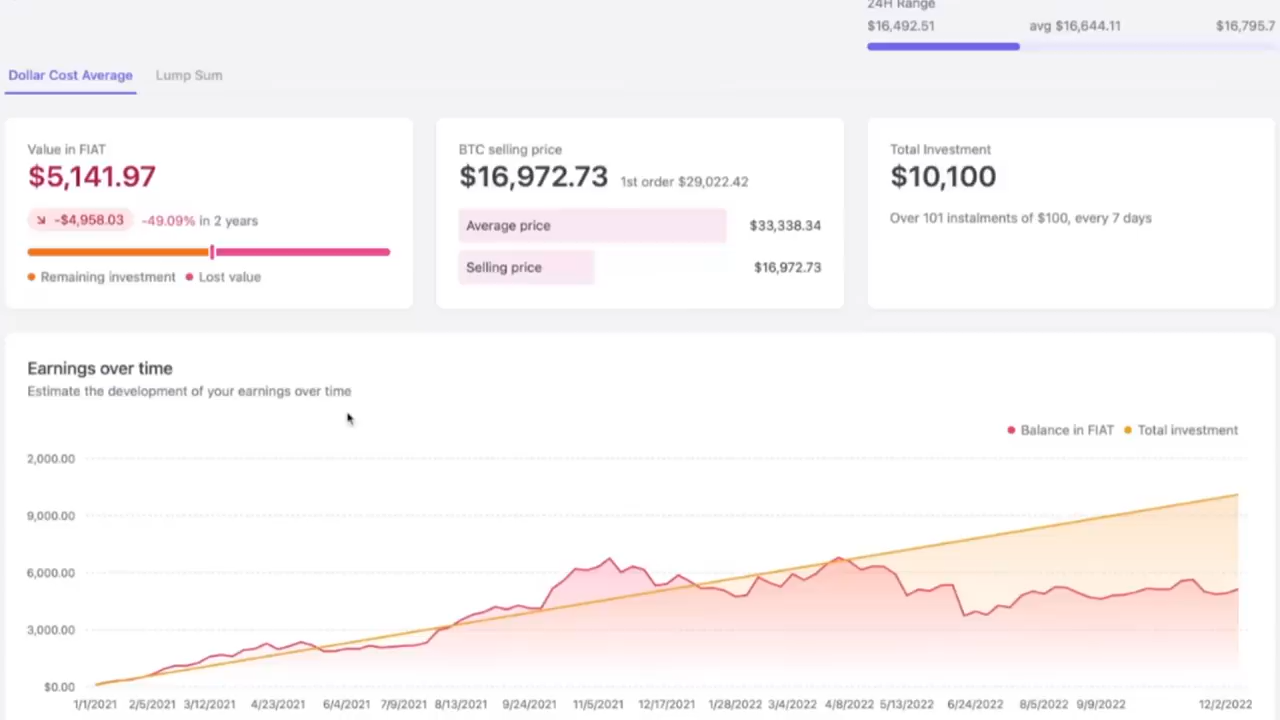 24H Range
$16,492.51 avg $16,644.11 $16,795.7
Dollar Cost Average Lump Sum
Value in FIAT
$5,141.97
-$4,958.03 -49.09% in 2 years
Remaining investment Lost value
BTC selling price
$16,972.73 1st order $29,022.42
Average price $33,338.34
Selling price $16,972.73
Total Investment
$10,100
Over 101 instalments of $100, every 7 days
Earnings over time
Estimate the development of your earnings over time
Balance in FIAT Total investment
2,000.00
9,000.00
6,000.00
3,000.00
$0.00
1/1/2021 2/5/2021 3/12/2021 4/23/2021 6/4/2021 7/9/2021 8/13/2021 9/24/2021 11/5/2021 12/17/2021 1/28/2022 3/4/2022 4/8/2022 5/13/2022 6/24/2022 8/5/2022 9/9/2022 12/2/2022